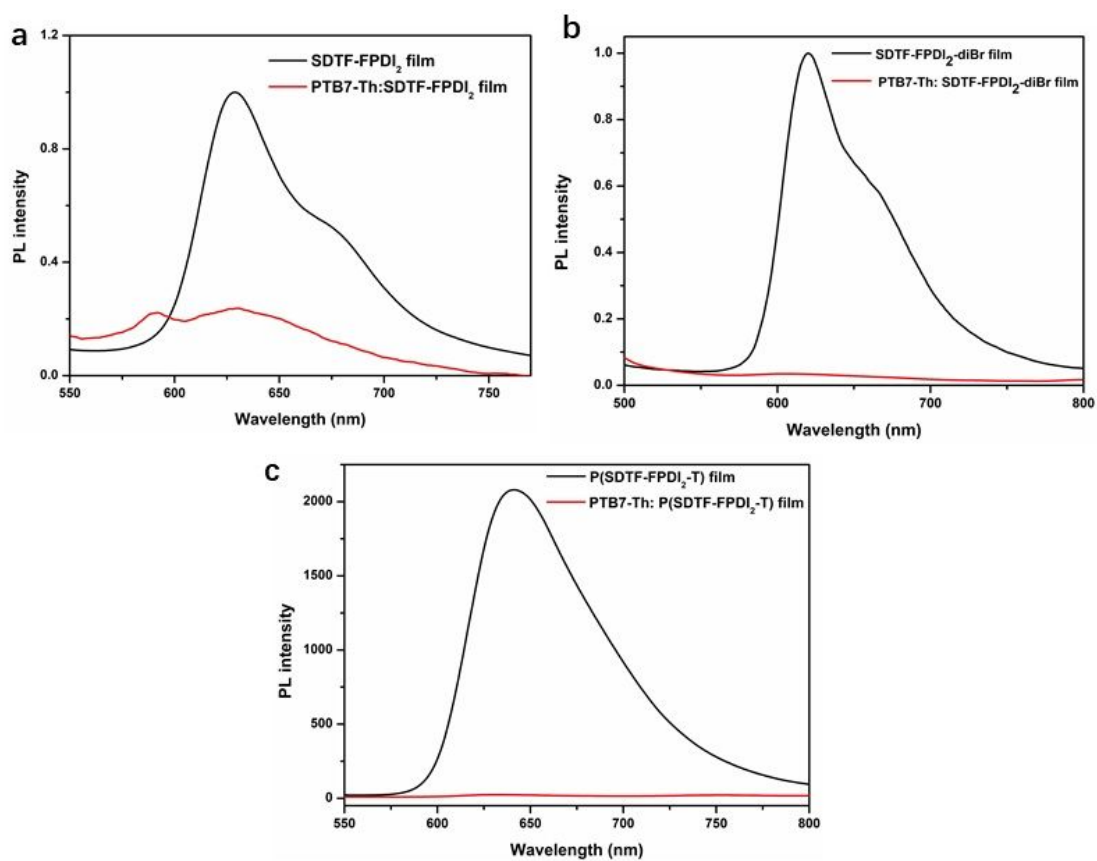 a
SDTF-FPDI₂ film
PTB7-Th:SDTF-FPDI₂ film
PL intensity
1.2
0.8
0.4
0.0
550 600 650 700 750
Wavelength (nm)
b
SDTF-FPDI₂-diBr film
PTB7-Th: SDTF-FPDI₂-diBr film
PL intensity
1.0
0.8
0.6
0.4
0.2
0.0
500 600 700 800
Wavelength (nm)
c
P(SDTF-FPDI₂-T) film
PTB7-Th: P(SDTF-FPDI₂-T) film
PL intensity
2000
1500
1000
500
0
550 600 650 700 750 800
Wavelength (nm)